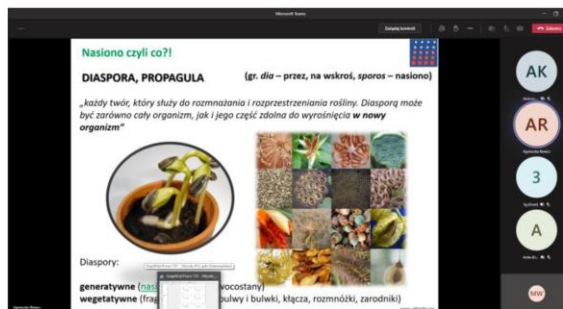 Microsoft Teams
Nasiono czyli co?!
DIASPORA, PROPAGULA
(gr. dia – przez, na wskroś, sporos – nasiono)
„każdy twór, który służy do rozmnażania i rozprzestrzeniania rośliny. Diasporą może
być zarówno cały organizm, jak i jego część zdolna do wyrośnięcia w nowy
organizm"
Diaspory:
generatywne
wegetatywne bulwy i bulwki, kłącza, rozmnóżki, zarodniki)
AK
AR
3
A
MW